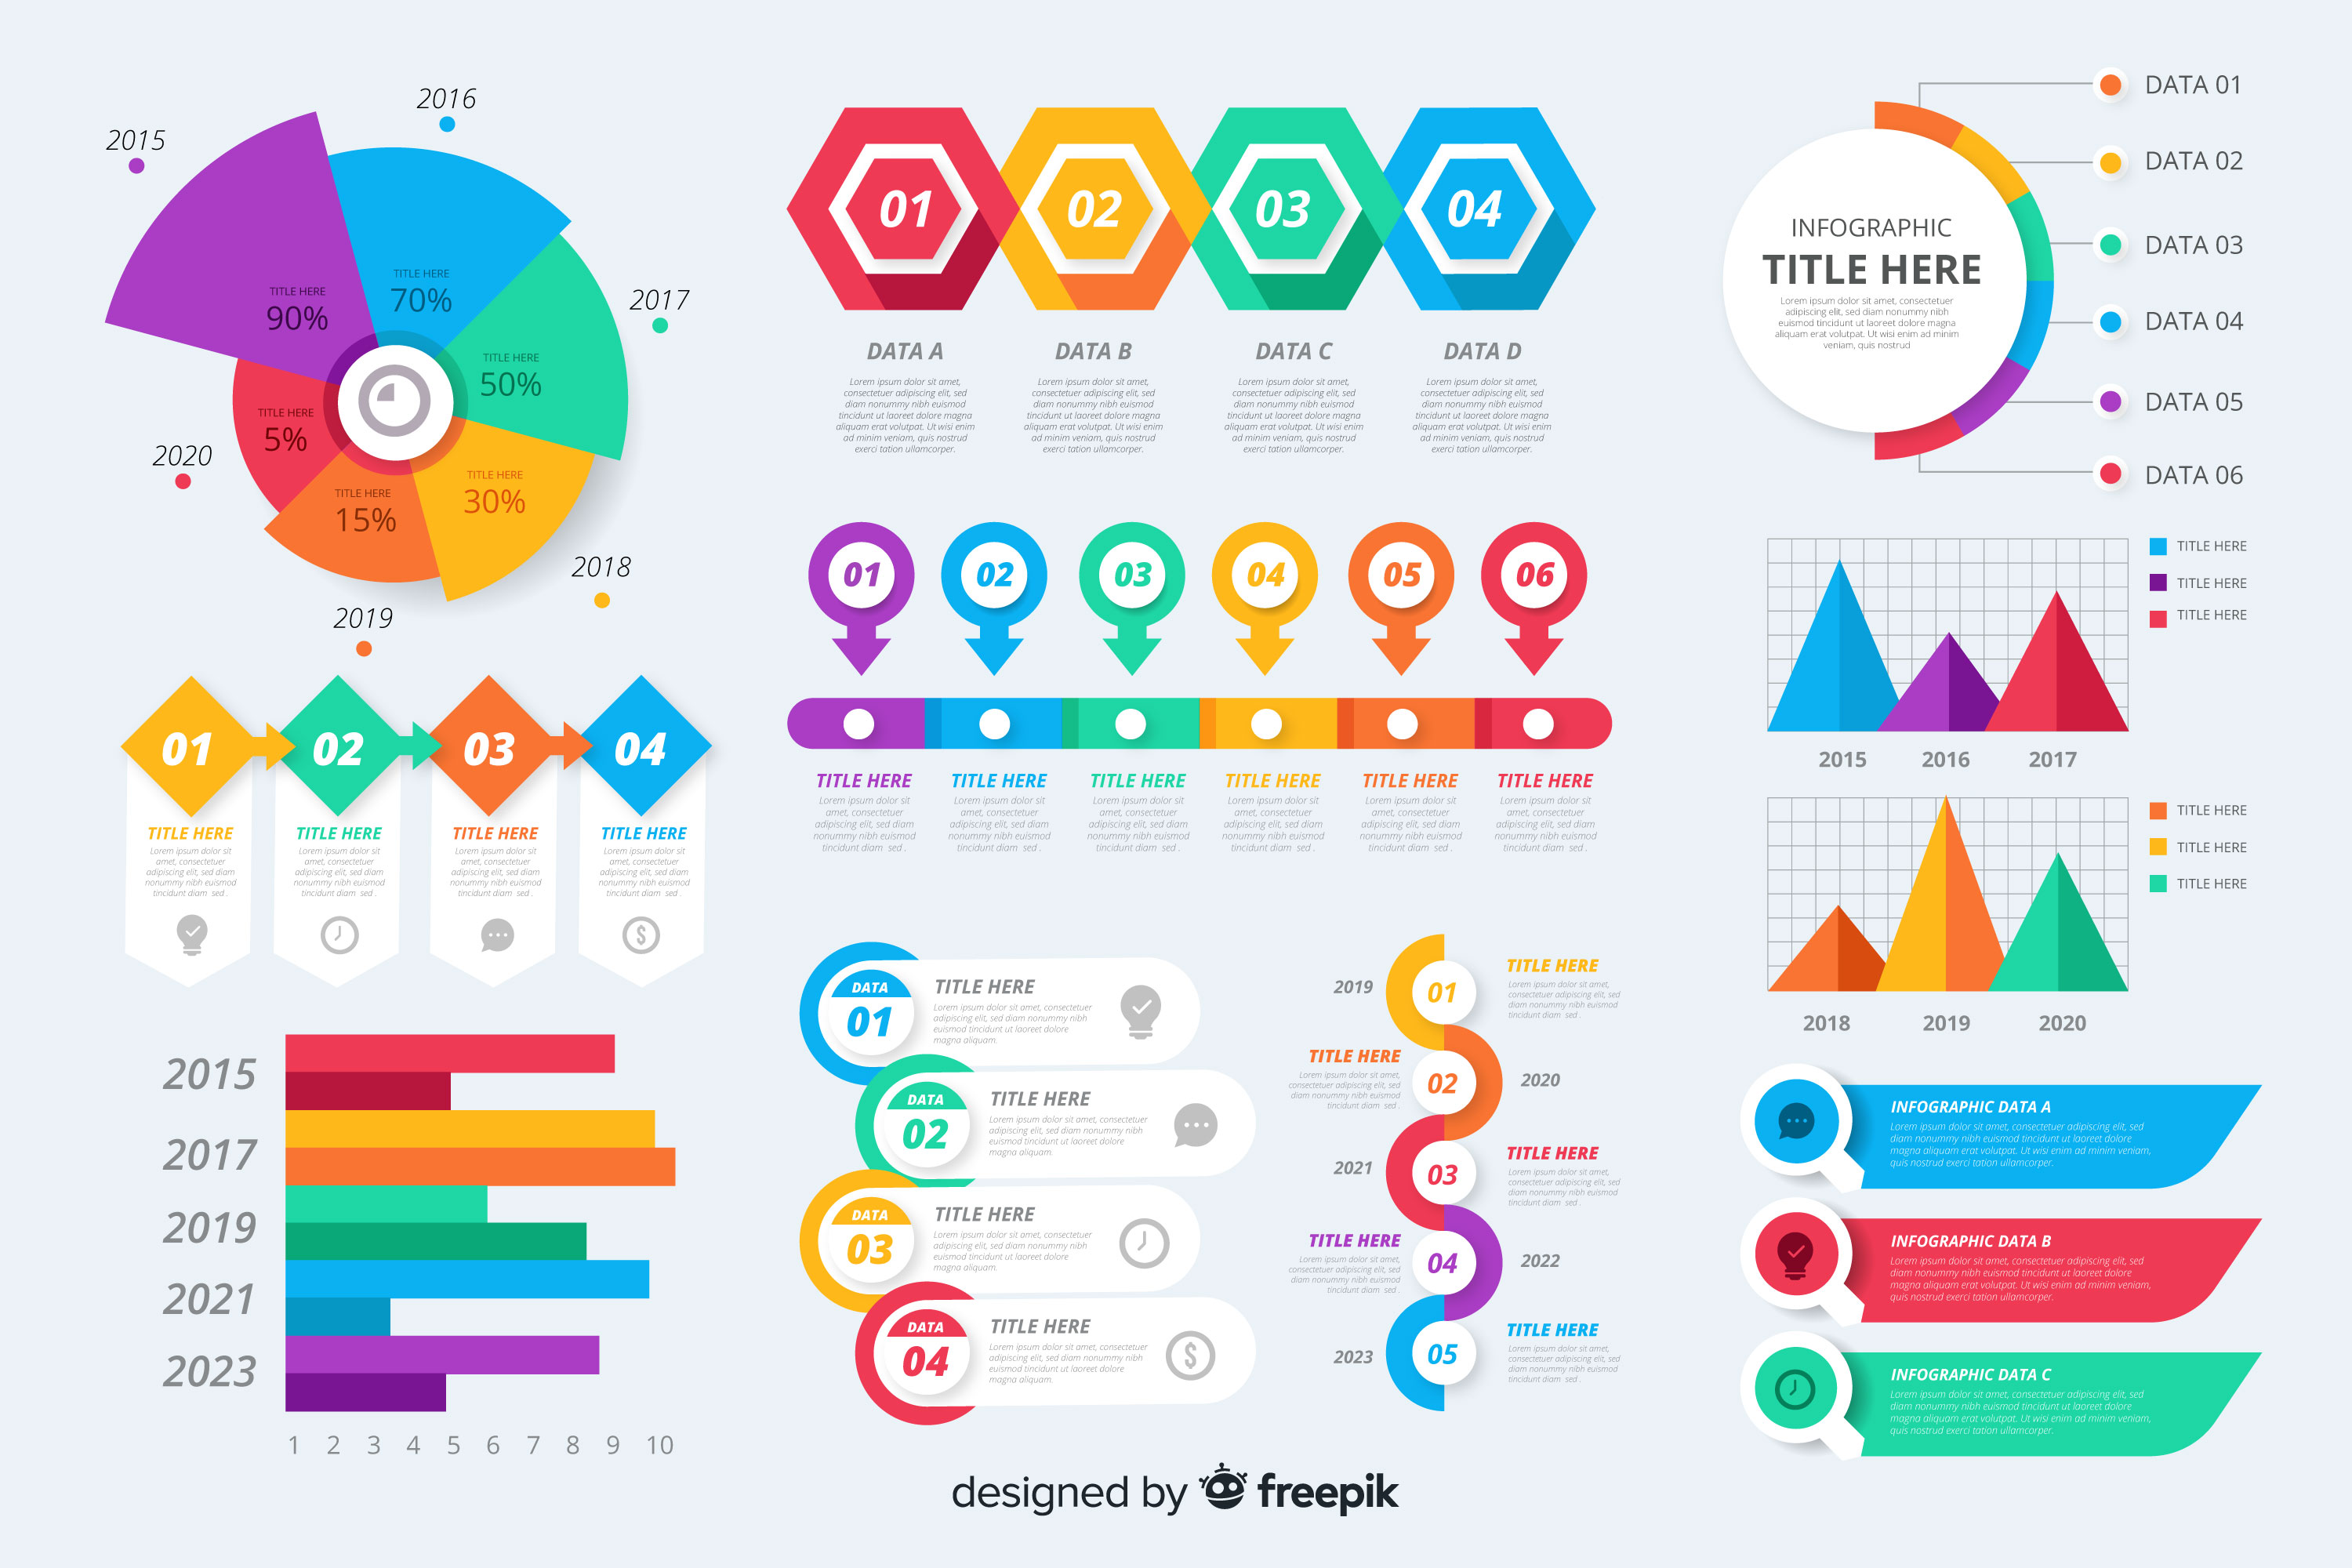 2016
2015
TITLE HERE
70%
TITLE HERE
90%
2017
TITLE HERE
50%
TITLE HERE
5%
2020
TITLE HERE
30%
TITLE HERE
15%
2018
2019
01
02
03
04
TITLE HERE
Lorem ipsum dolor sit
amet, consectetuer
adipiscing elit, sed diam
nonummy nibh euismod
tincidunt diam sed .
TITLE HERE
Lorem ipsum dolor sit
amet, consectetuer
adipiscing elit, sed diam
nonummy nibh euismod
tincidunt diam sed .
TITLE HERE
Lorem ipsum dolor sit
amet, consectetuer
adipiscing elit, sed diam
nonummy nibh euismod
tincidunt diam sed .
TITLE HERE
Lorem ipsum dolor sit
amet, consectetuer
adipiscing elit, sed diam
nonummy nibh euismod
tincidunt diam sed .
$
2015
2017
2019
2021
2023
1 2 3 4 5 6 7 8 9 10
01
02
03
04
DATA A
Lorem ipsum dolor sit amet,
consectetuer adipiscing elit, sed
diam nonummy nibh euismod
tincidunt ut laoreet dolore magna
aliquam erat volutpat. Ut wisi enim
ad minim veniam, quis nostrud
exerci tation ullamcorper.
DATA B
Lorem ipsum dolor sit amet,
consectetuer adipiscing elit, sed
diam nonummy nibh euismod
tincidunt ut laoreet dolore magna
aliquam erat volutpat. Ut wisi enim
ad minim veniam, quis nostrud
exerci tation ullamcorper.
DATA C
Lorem ipsum dolor sit amet,
consectetuer adipiscing elit, sed
diam nonummy nibh euismod
tincidunt ut laoreet dolore magna
aliquam erat volutpat. Ut wisi enim
ad minim veniam, quis nostrud
exerci tation ullamcorper.
DATA D
Lorem ipsum dolor sit amet,
consectetuer adipiscing elit, sed
diam nonummy nibh euismod
tincidunt ut laoreet dolore magna
aliquam erat volutpat. Ut wisi enim
ad minim veniam, quis nostrud
exerci tation ullamcorper.
01
02
03
04
05
06
TITLE HERE
Lorem ipsum dolor sit
amet, consectetuer
adipiscing elit, sed diam
nonummy nibh euismod
tincidunt diam sed .
TITLE HERE
Lorem ipsum dolor sit
amet, consectetuer
adipiscing elit, sed diam
nonummy nibh euismod
tincidunt diam sed .
TITLE HERE
Lorem ipsum dolor sit
amet, consectetuer
adipiscing elit, sed diam
nonummy nibh euismod
tincidunt diam sed .
TITLE HERE
Lorem ipsum dolor sit
amet, consectetuer
adipiscing elit, sed diam
nonummy nibh euismod
tincidunt diam sed .
TITLE HERE
Lorem ipsum dolor sit
amet, consectetuer
adipiscing elit, sed diam
nonummy nibh euismod
tincidunt diam sed .
TITLE HERE
Lorem ipsum dolor sit
amet, consectetuer
adipiscing elit, sed diam
nonummy nibh euismod
tincidunt diam sed .
DATA
01
TITLE HERE
Lorem ipsum dolor sit amet, consectetuer
adipiscing elit, sed diam nonummy nibh
euismod tincidunt ut laoreet dolore
magna aliquam.
DATA
02
TITLE HERE
Lorem ipsum dolor sit amet, consectetuer
adipiscing elit, sed diam nonummy nibh
euismod tincidunt ut laoreet dolore
magna aliquam.
DATA
03
TITLE HERE
Lorem ipsum dolor sit amet, consectetuer
adipiscing elit, sed diam nonummy nibh
euismod tincidunt ut laoreet dolore
magna aliquam.
DATA
04
TITLE HERE
Lorem ipsum dolor sit amet, consectetuer
adipiscing elit, sed diam nonummy nibh
euismod tincidunt ut laoreet dolore
magna aliquam.
$
2019
01
TITLE HERE
Lorem ipsum dolor sit amet,
consectetuer adipiscing elit, sed
diam nonummy nibh euismod
tincidunt diam sed .
TITLE HERE
Lorem ipsum dolor sit amet,
consectetuer adipiscing elit, sed
diam nonummy nibh euismod
tincidunt diam sed .
02
2020
2021
03
TITLE HERE
Lorem ipsum dolor sit amet,
consectetuer adipiscing elit, sed
diam nonummy nibh euismod
tincidunt diam sed .
TITLE HERE
Lorem ipsum dolor sit amet,
consectetuer adipiscing elit, sed
diam nonummy nibh euismod
tincidunt diam sed .
04
2022
2023
05
TITLE HERE
Lorem ipsum dolor sit amet,
consectetuer adipiscing elit, sed
diam nonummy nibh euismod
tincidunt diam sed .
INFOGRAPHIC
TITLE HERE
Lorem ipsum dolor sit amet, consectetuer
adipiscing elit, sed diam nonummy nibh
euismod tincidunt ut laoreet dolore magna
aliquam erat volutpat. Ut wisi enim ad minim
veniam, quis nostrud
DATA 01
DATA 02
DATA 03
DATA 04
DATA 05
DATA 06
TITLE HERE
TITLE HERE
TITLE HERE
2015 2016 2017
TITLE HERE
TITLE HERE
TITLE HERE
2018 2019 2020
INFOGRAPHIC DATA A
Lorem ipsum dolor sit amet, consectetuer adipiscing elit, sed
diam nonummy nibh euismod tincidunt ut laoreet dolore
magna aliquam erat volutpat. Ut wisi enim ad minim veniam,
quis nostrud exerci tation ullamcorper.
INFOGRAPHIC DATA B
Lorem ipsum dolor sit amet, consectetuer adipiscing elit, sed
diam nonummy nibh euismod tincidunt ut laoreet dolore
magna aliquam erat volutpat. Ut wisi enim ad minim veniam,
quis nostrud exerci tation ullamcorper.
INFOGRAPHIC DATA C
Lorem ipsum dolor sit amet, consectetuer adipiscing elit, sed
diam nonummy nibh euismod tincidunt ut laoreet dolore
magna aliquam erat volutpat. Ut wisi enim ad minim veniam,
quis nostrud exerci tation ullamcorper.
designed by freepik